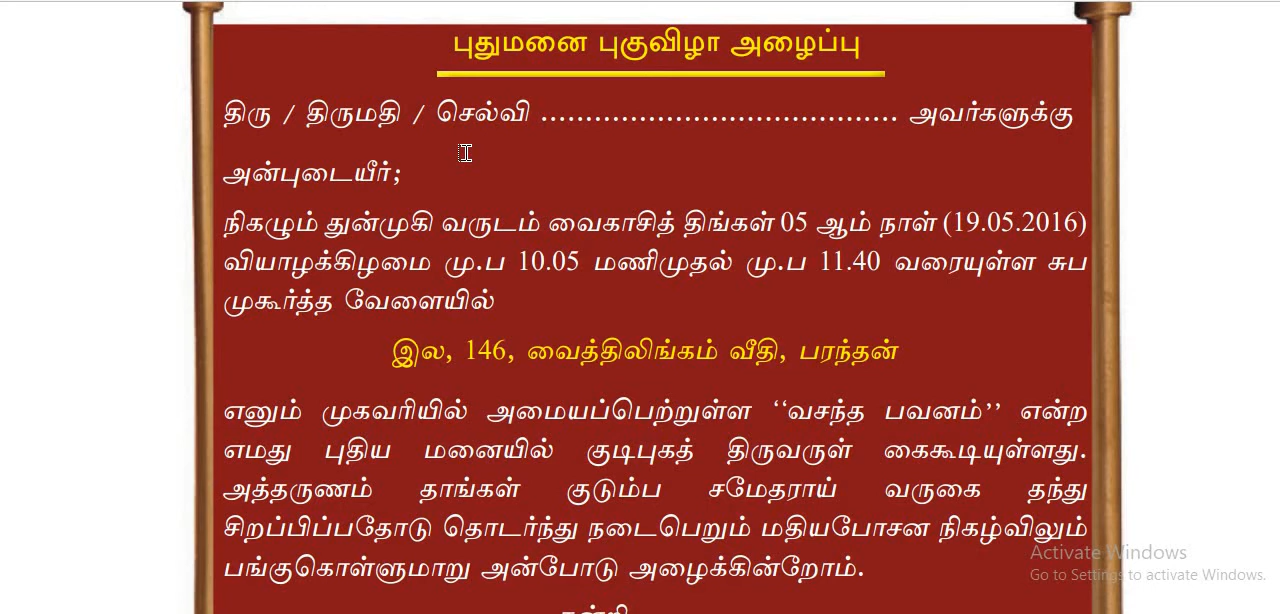 புதுமனை புகுவிழா அழைப்பு
திரு / திருமதி / செல்வி ........................................ அவர்களுக்கு
அன்புடையீர்;
நிகழும் துன்முகி வருடம் வைகாசித் திங்கள் 05 ஆம் நாள் (19.05.2016)
வியாழக்கிழமை மு.ப 10.05 மணிமுதல் மு.ப 11.40 வரையுள்ள சுப
முகூர்த்த வேளையில்
இல, 146, வைத்திலிங்கம் வீதி, பரந்தன்
எனும் முகவரியில் அமையப்பெற்றுள்ள ‘‘வசந்த பவனம்’’ என்ற
எமது புதிய மனையில் குடிபுகத் திருவருள் கைகூடியுள்ளது.
அத்தருணம் தாங்கள் குடும்ப சமேதராய் வருகை தந்து
சிறப்பிப்பதோடு தொடர்ந்து நடைபெறும் மதியபோசன நிகழ்விலும்
பங்குகொள்ளுமாறு அன்போடு அழைக்கின்றோம்.
Activate Windows
Go to Settings to activate Windows.